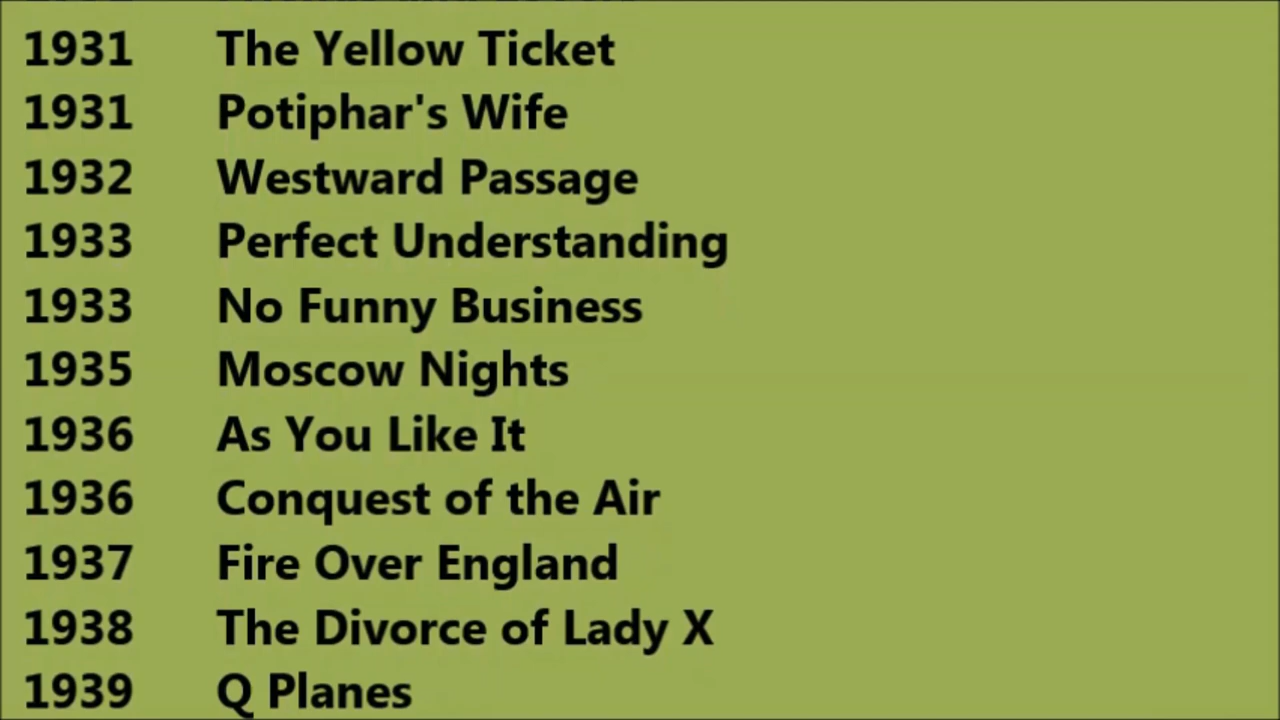 1931 The Yellow Ticket
1931 Potiphar's Wife
1932 Westward Passage
1933 Perfect Understanding
1933 No Funny Business
1935 Moscow Nights
1936 As You Like It
1936 Conquest of the Air
1937 Fire Over England
1938 The Divorce of Lady X
1939 Q Planes